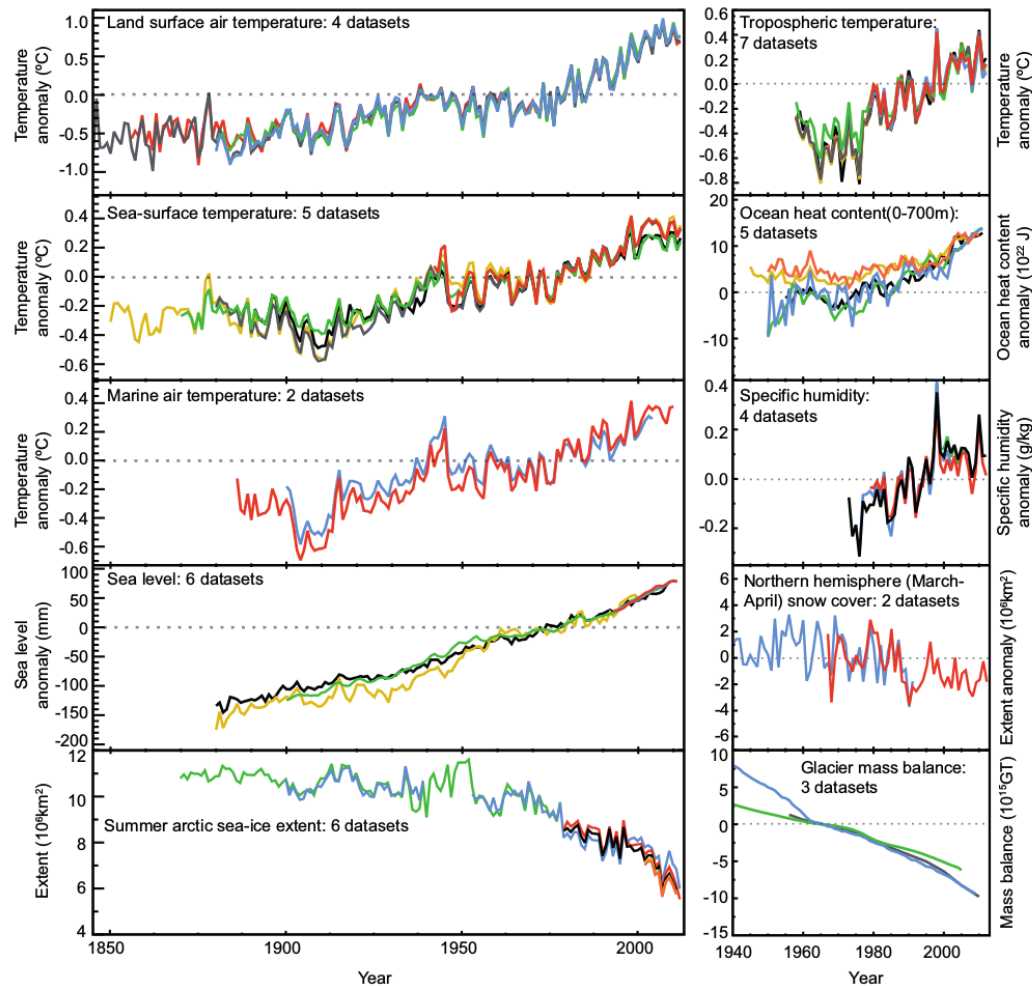 Land surface air temperature: 4 datasets
Temperature
anomaly (ºC)
1.0
0.5
0.0
-0.5
-1.0
Sea-surface temperature: 5 datasets
Temperature
anomaly (ºC)
0.4
0.2
0.0
-0.2
-0.4
-0.6
Marine air temperature: 2 datasets
Temperature
anomaly (ºC)
0.4
0.2
0.0
-0.2
-0.4
-0.6
Sea level: 6 datasets
Sea level
anomaly (mm)
100
50
0
-50
-100
-150
-200
Summer arctic sea-ice extent: 6 datasets
Extent (10⁶km²)
12
10
8
6
4
1850
1900
1950
2000
Year
Tropospheric temperature:
7 datasets
0.6
0.4
0.2
0.0
-0.2
-0.4
-0.6
-0.8
Temperature
anomaly (ºC)
Ocean heat content(0-700m):
5 datasets
20
10
0
-10
Ocean heat content
anomaly (10²² J)
Specific humidity:
4 datasets
0.4
0.2
0.0
-0.2
Specific humidity
anomaly (g/kg)
Northern hemisphere (March-
April) snow cover: 2 datasets
6
4
2
0
-2
-4
-6
Extent anomaly (10⁶km²)
Glacier mass balance:
3 datasets
10
5
0
-5
-10
-15
Mass balance (10¹⁵GT)
1940
1960
1980
2000
Year